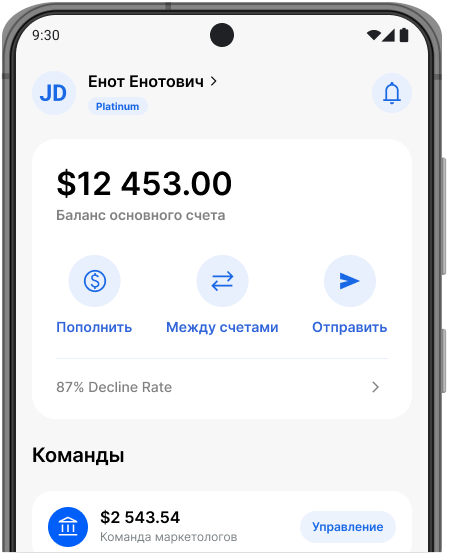 9:30
JD
Енот Енотович
Platinum
$12 453.00
Баланс основного счета
Пополнить
Между счетами
Отправить
87% Decline Rate
Команды
$2 543.54
Команда маркетологов
Управление